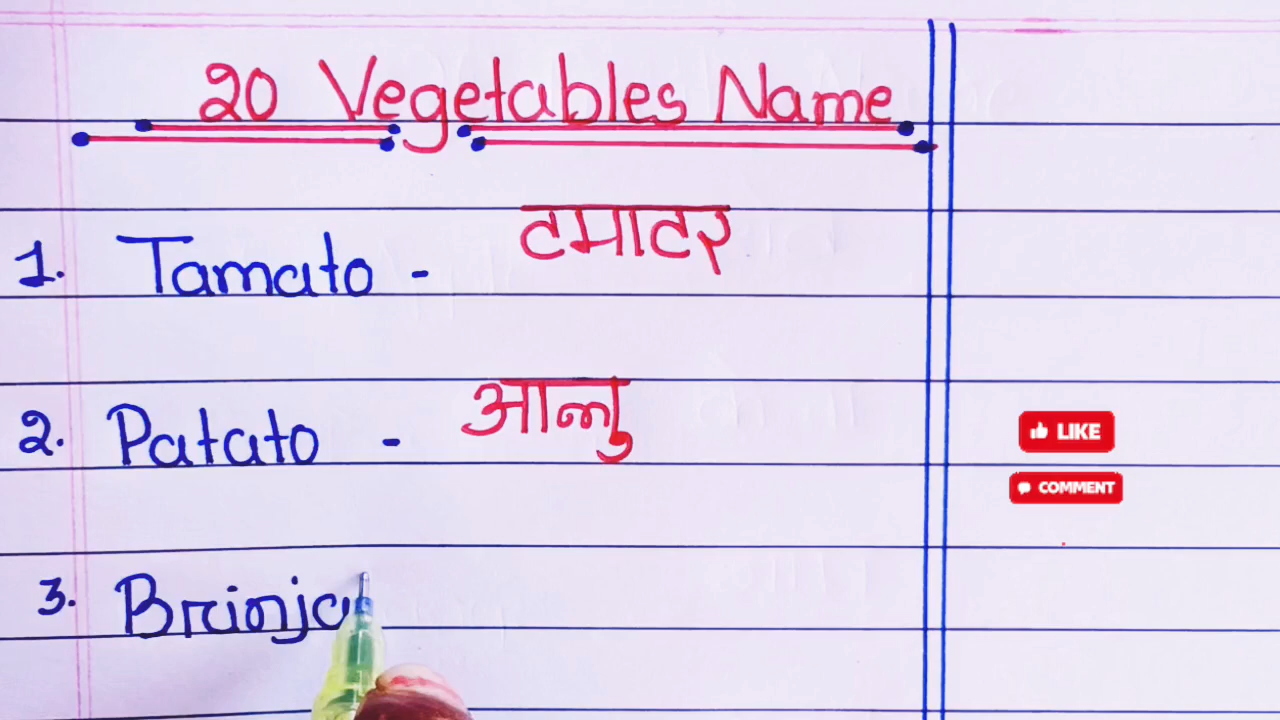 20 Vegetables Name
1. Tamato - टमाटर
2. Patato - आलु
3. Brinja
LIKE
COMMENT